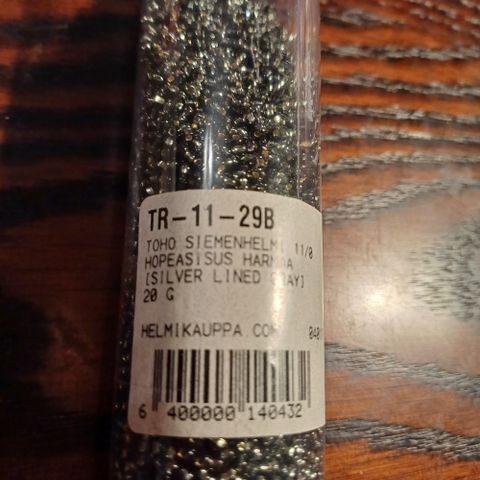 TR-11-29B
TOHO SIEMENHELMI 11/0
HOPEASISUS HARMAA
[SILVER LINED GRAY]
20 G
HELMIKAUPPA.COM
6 400000 140432